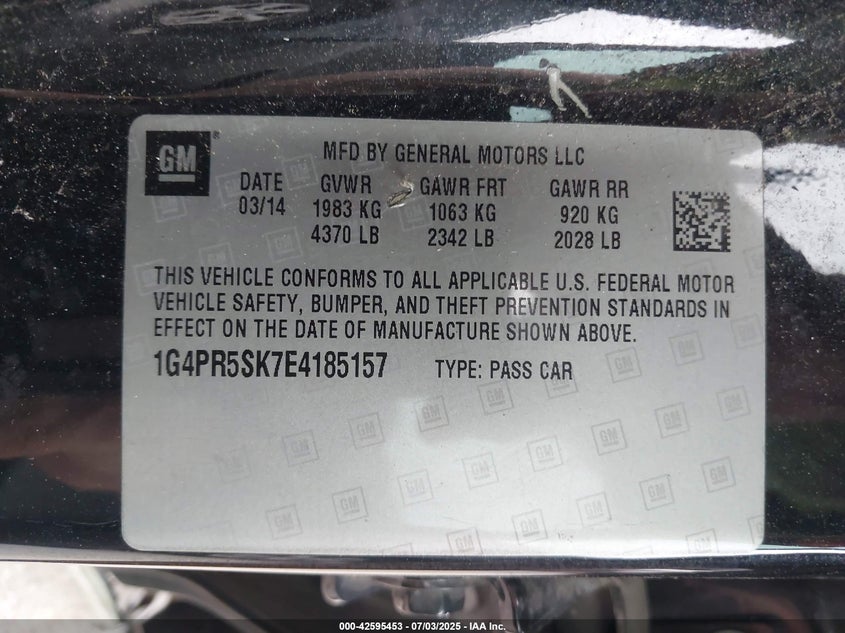 GM
MFD BY GENERAL MOTORS LLC
DATE GVWR GAWR FRT GAWR RR
03/14 1983 KG 1063 KG 920 KG
4370 LB 2342 LB 2028 LB
THIS VEHICLE CONFORMS TO ALL APPLICABLE U.S. FEDERAL MOTOR
VEHICLE SAFETY, BUMPER, AND THEFT PREVENTION STANDARDS IN
EFFECT ON THE DATE OF MANUFACTURE SHOWN ABOVE.
1G4PR5SK7E4185157 TYPE: PASS CAR
000-42595453 - 07/03/2025 - IAA Inc.